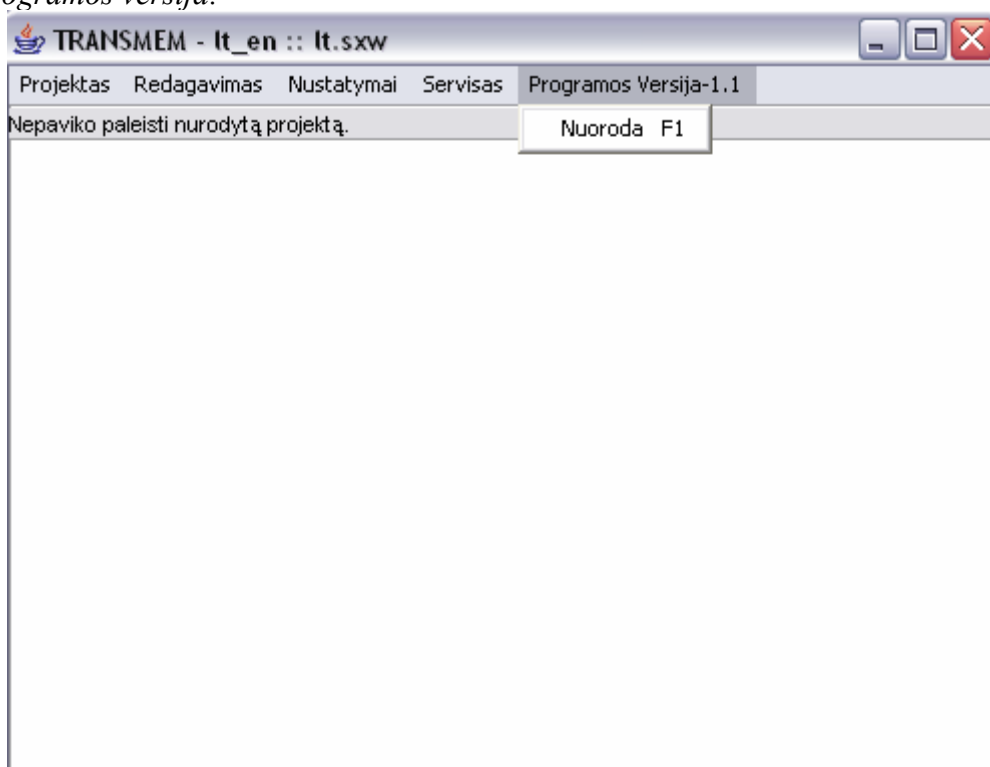 ogramos versija.
TRANSMEM - lt_en :: lt.sxw
Projektas Redagavimas Nustatymai Servisas Programos Versija-1.1
Nepaviko paleisti nurodytą projektą.
Nuoroda F1